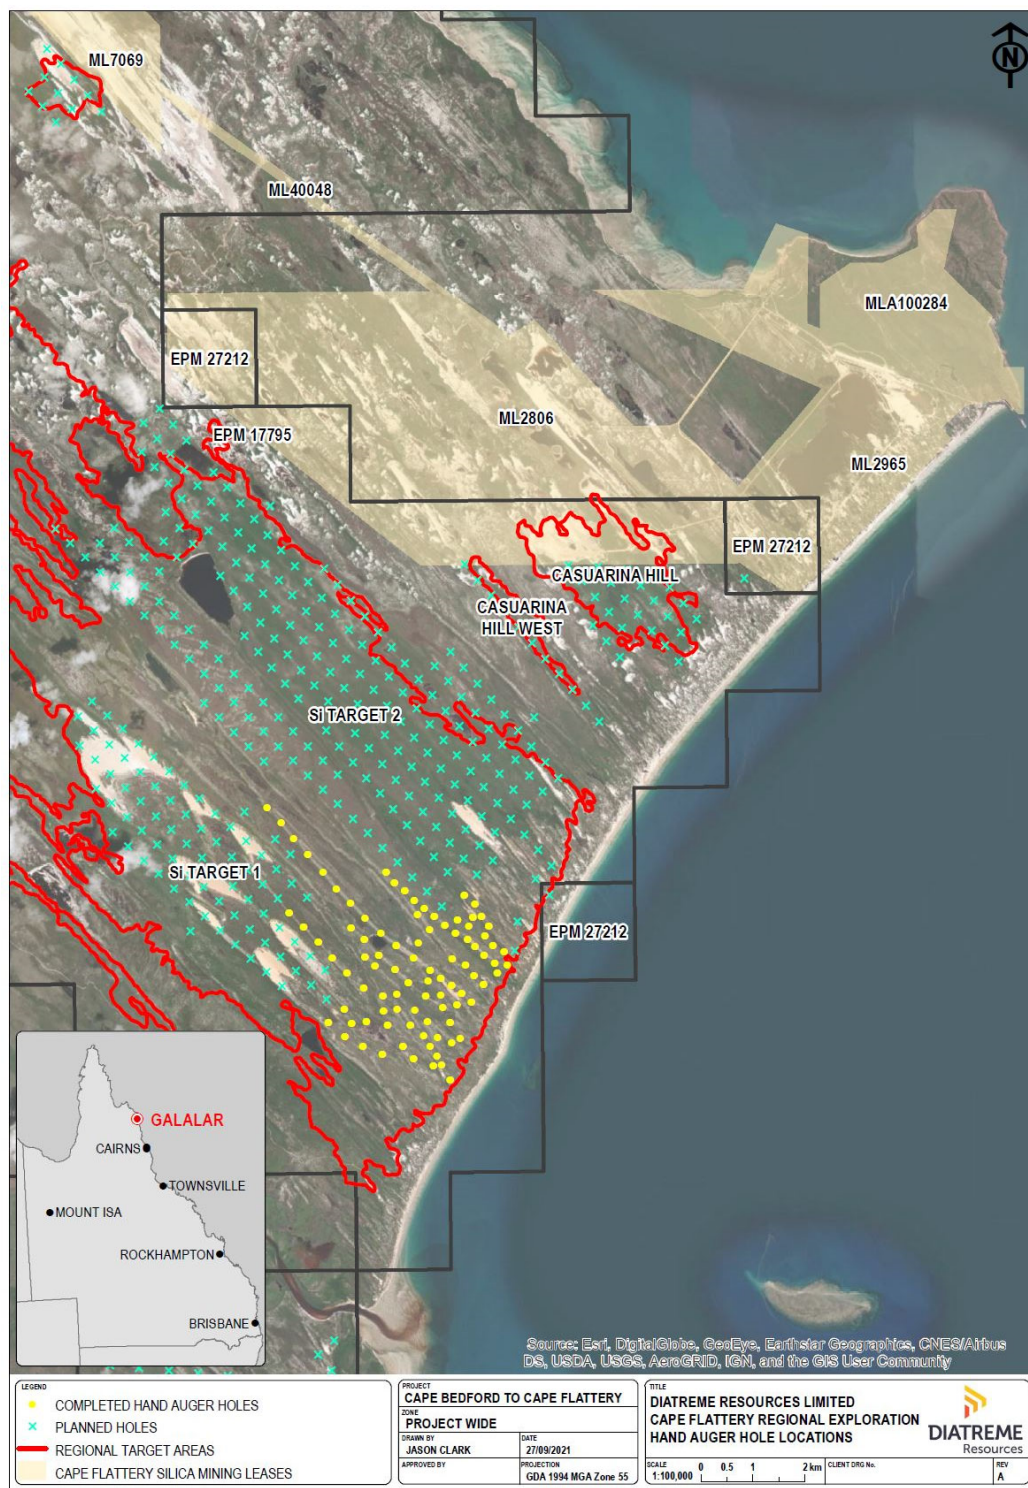 ML7069
N
ML40048
MLA100284
EPM 27212
ML2806
EPM 17795
ML2965
EPM 27212
CASUARINA HILL
CASUARINA
HILL WEST
Si TARGET 2
Si TARGET 1
EPM 27212
GALALAR
CAIRNS
TOWNSVILLE
MOUNT ISA
ROCKHAMPTON
BRISBANE
Source: Esri, DigitalGlobe, GeoEye, Earthstar Geographics, CNES/Airbus
DS, USDA, USGS, AeroGRID, IGN, and the GIS User Community
LEGEND
COMPLETED HAND AUGER HOLES
PLANNED HOLES
REGIONAL TARGET AREAS
CAPE FLATTERY SILICA MINING LEASES
PROJECT
CAPE BEDFORD TO CAPE FLATTERY
ZONE
PROJECT WIDE
DRAWN BY
JASON CLARK
DATE
27/09/2021
APPROVED BY
PROJECTION
GDA 1994 MGA Zone 55
TITLE
DIATREME RESOURCES LIMITED
CAPE FLATTERY REGIONAL EXPLORATION
HAND AUGER HOLE LOCATIONS
DIATREME
Resources
SCALE
1:100,000
0 0.5 1 2 km
CLIENT DRG No.
REV
A